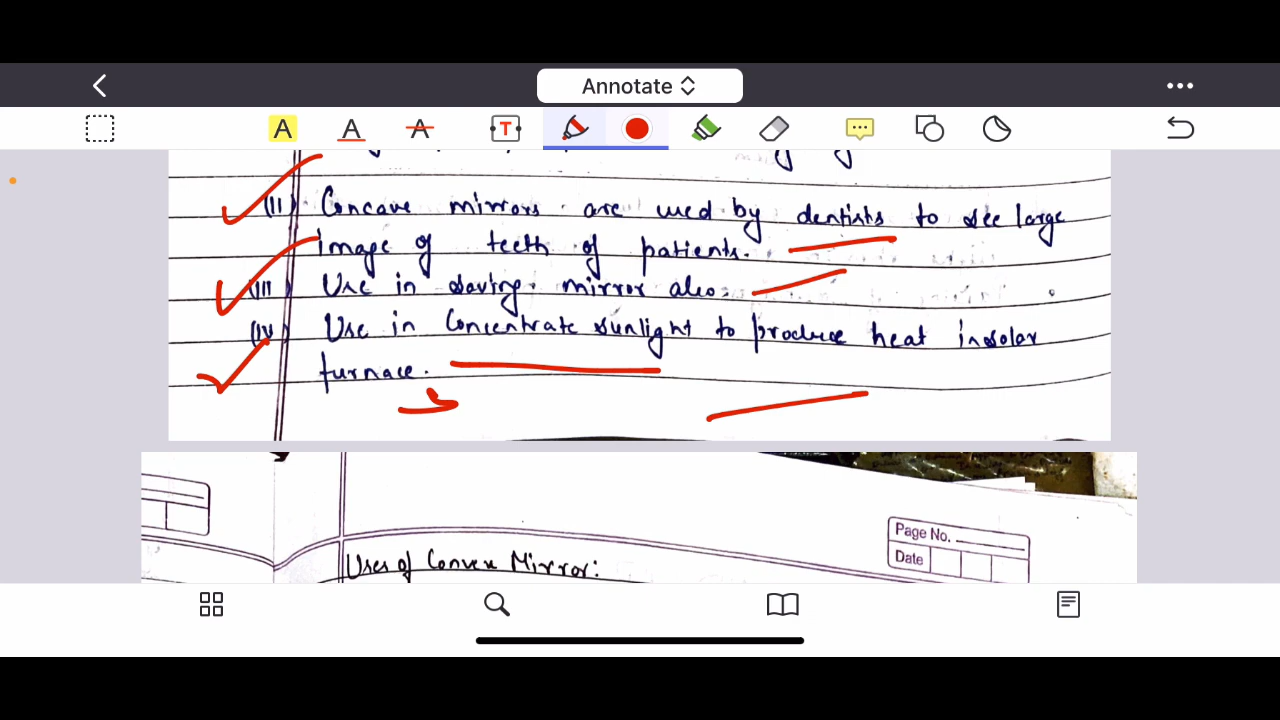 Annotate
A A A T
(II) Concave mirrors are used by dentists to see large
image of teeth of patients.
(III) Use in saving mirror also.
(IV) Use in Concentrate sunlight to produce heat in solar
furnace.
Page No.
Date
Uses of Convex Mirror: